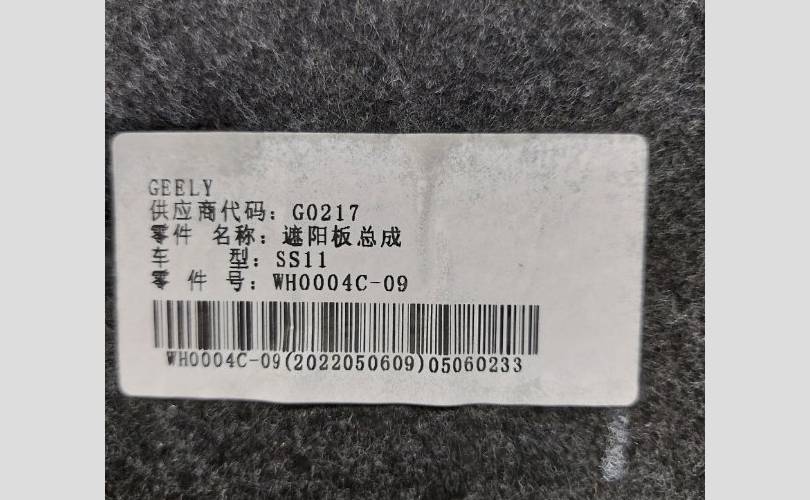 GEELY
供应商代码：G0217
零件 名称：遮阳板总成
车 型：SS11
零 件 号：WH0004C-09
WH0004C-09(2022050609)05060233